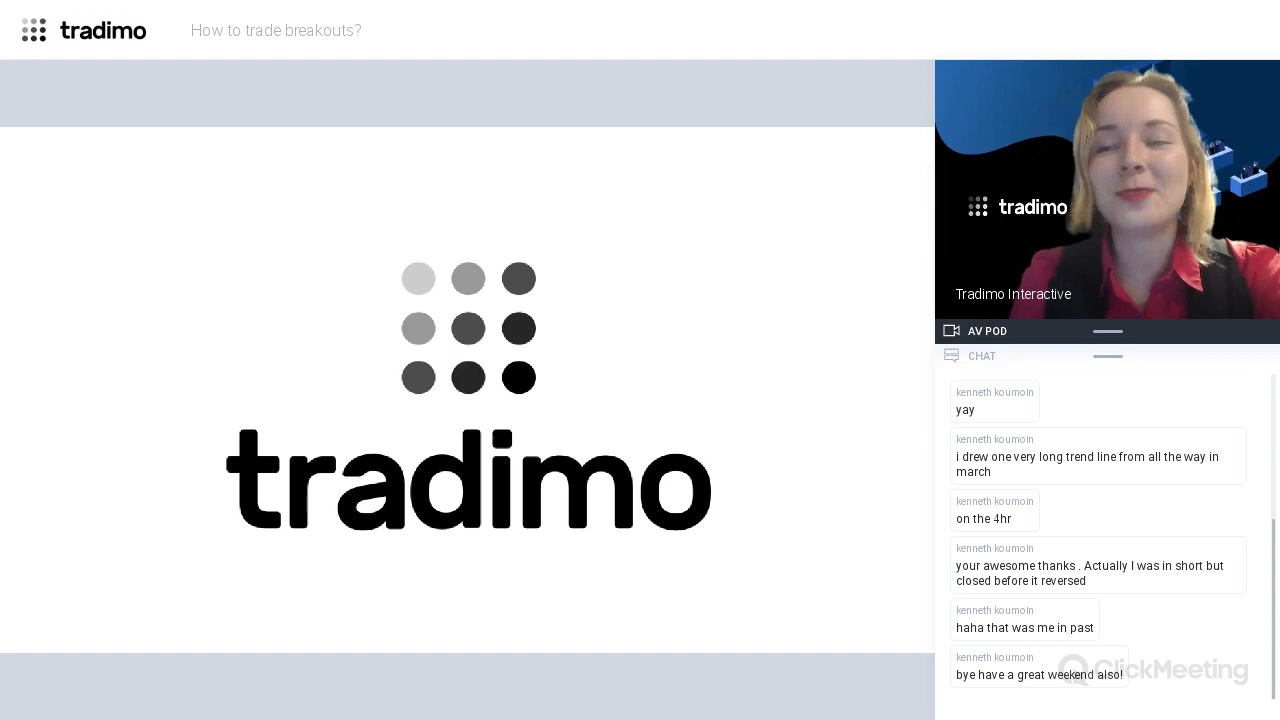 tradimo
How to trade breakouts?
tradimo
tradimo
Tradimo Interactive
AV POD
CHAT
kenneth koumoin
yay
kenneth koumoin
i drew one very long trend line from all the way in
march
kenneth koumoin
on the 4hr
kenneth koumoin
your awesome thanks . Actually I was in short but
closed before it reversed
kenneth koumoin
haha that was me in past
kenneth koumoin
bye have a great weekend also!
ClickMeeting